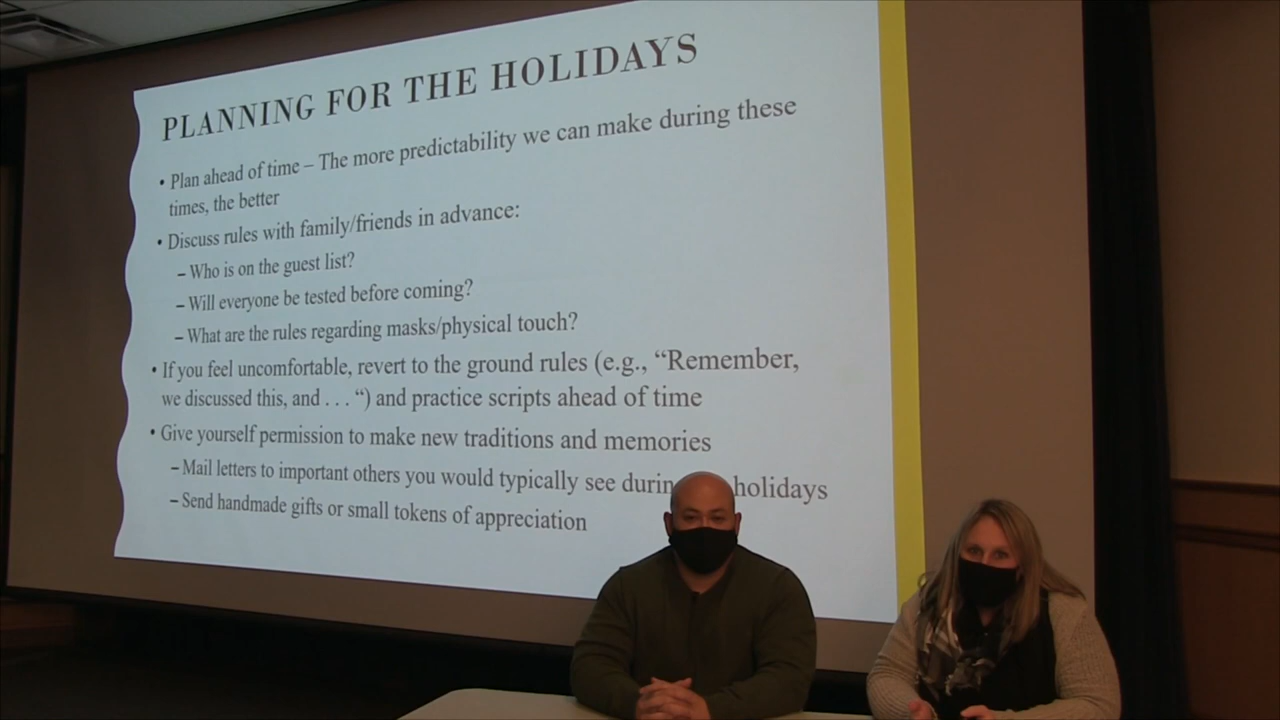 PLANNING FOR THE HOLIDAYS
• Plan ahead of time – The more predictability we can make during these
times, the better
• Discuss rules with family/friends in advance:
– Who is on the guest list?
– Will everyone be tested before coming?
– What are the rules regarding masks/physical touch?
• If you feel uncomfortable, revert to the ground rules (e.g., “Remember,
we discussed this, and . . . “) and practice scripts ahead of time
• Give yourself permission to make new traditions and memories
– Mail letters to important others you would typically see durin holidays
– Send handmade gifts or small tokens of appreciation